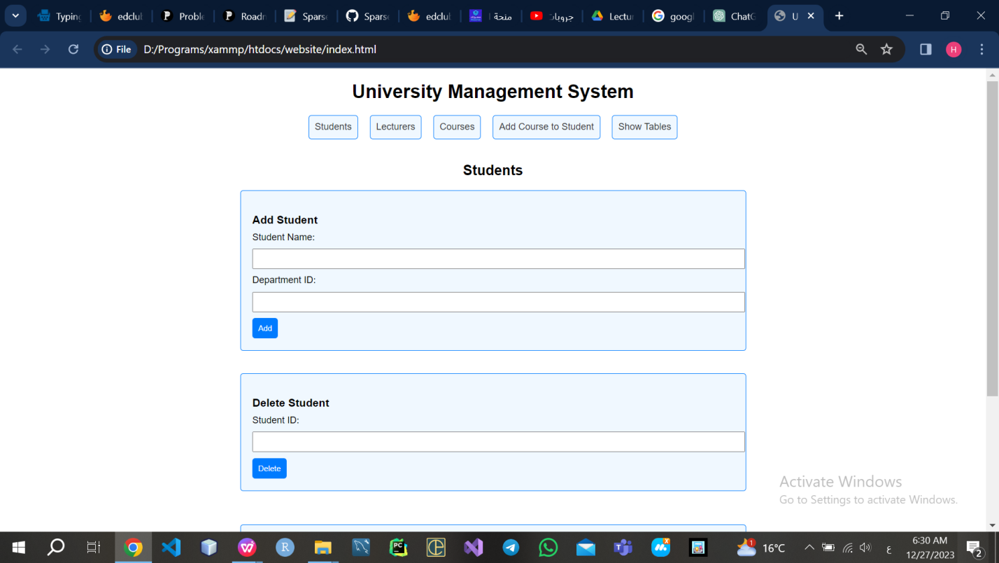 Typing
edclub
Proble
Roadm
Sparse
Sparse
edclub
منحة
جروبات
Lectur
googl
ChatG
U
File
D:/Programs/xammp/htdocs/website/index.html
H
University Management System
Students
Lecturers
Courses
Add Course to Student
Show Tables
Students
Add Student
Student Name:
Department ID:
Add
Delete Student
Student ID:
Delete
Activate Windows
Go to Settings to activate Windows.
1
16°C
ع
6:30 AM
12/27/2023
2